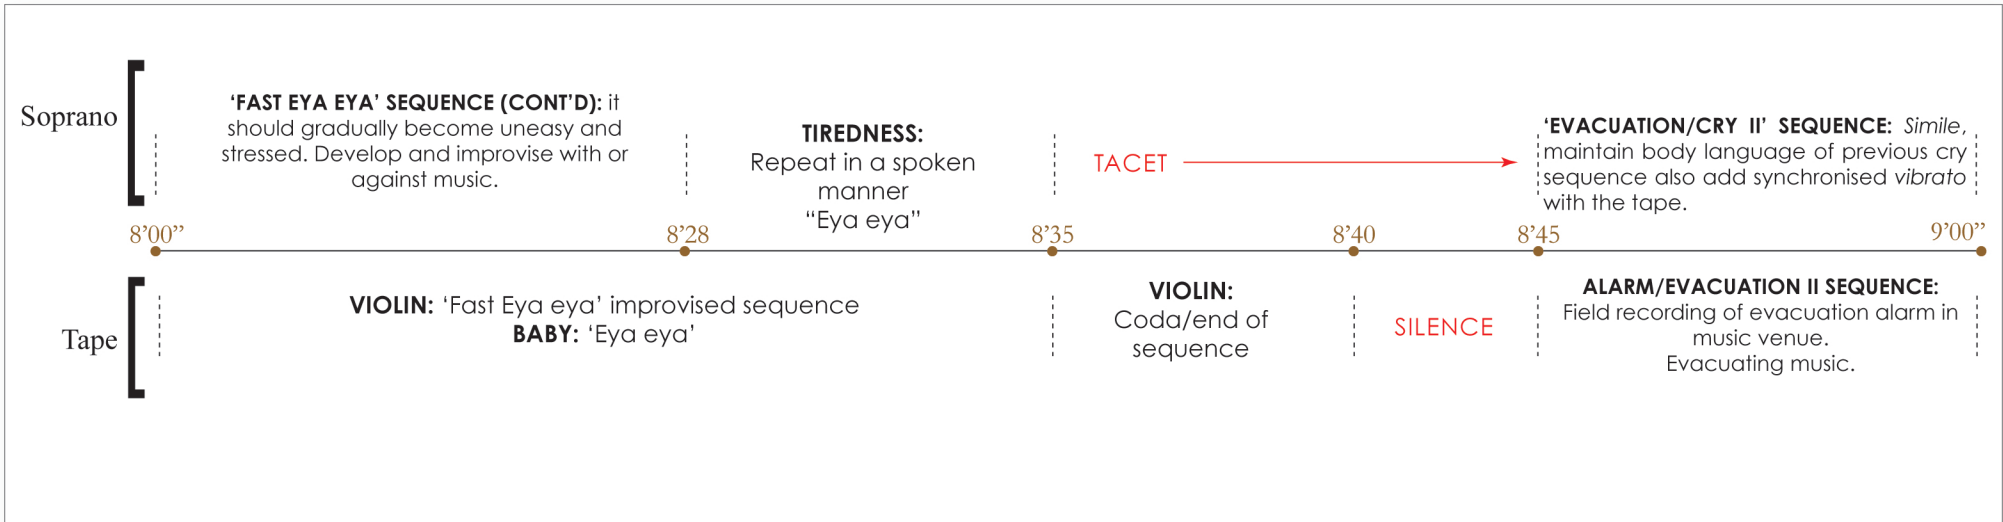 Soprano
‘FAST EYA EYA’ SEQUENCE (CONT’D): it
should gradually become uneasy and
stressed. Develop and improvise with or
against music.
TIREDNESS:
Repeat in a spoken
manner
“Eya eya”
TACET
‘EVACUATION/CRY II’ SEQUENCE: Simile,
maintain body language of previous cry
sequence also add synchronised vibrato
with the tape.
8’00”
8’28
8’35
8’40
8’45
9’00”
Tape
VIOLIN: ‘Fast Eya eya’ improvised sequence
BABY: ‘Eya eya’
VIOLIN:
Coda/end of
sequence
SILENCE
ALARM/EVACUATION II SEQUENCE:
Field recording of evacuation alarm in
music venue.
Evacuating music.